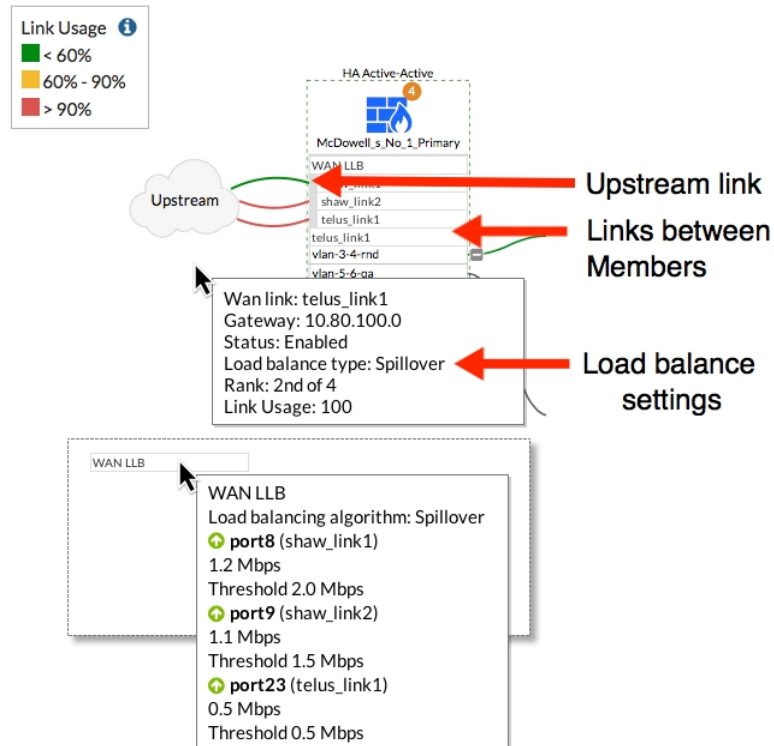 Link Usage
< 60%
60% - 90%
> 90%
HA Active-Active
4
McDowell_s_No_1_Primary
WAN LLB
shaw_link2
telus_link1
telus_link1
vlan-3-4-rnd
vlan-5-6-qa
Upstream
Upstream link
Links between
Members
Wan link: telus_link1
Gateway: 10.80.100.0
Status: Enabled
Load balance type: Spillover
Rank: 2nd of 4
Link Usage: 100
Load balance
settings
WAN LLB
WAN LLB
Load balancing algorithm: Spillover
port8 (shaw_link1)
1.2 Mbps
Threshold 2.0 Mbps
port9 (shaw_link2)
1.1 Mbps
Threshold 1.5 Mbps
port23 (telus_link1)
0.5 Mbps
Threshold 0.5 Mbps